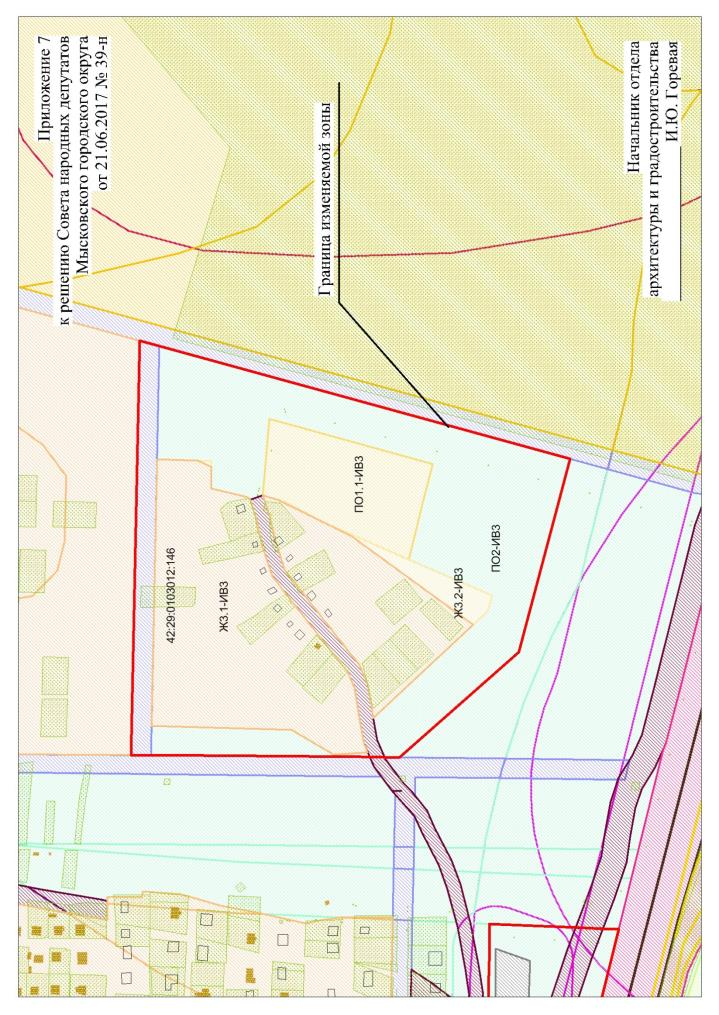 Приложение 7
к решению Совета народных депутатов
Мысковского городского округа
от 21.06.2017 № 39-н
Граница изменяемой зоны
42:29:0103012:146
Ж3.1-ИВ3
ПО1.1-ИВ3
Ж3.2-ИВ3
ПО2-ИВ3
Начальник отдела
архитектуры и градостроительства
И.Ю. Горевая